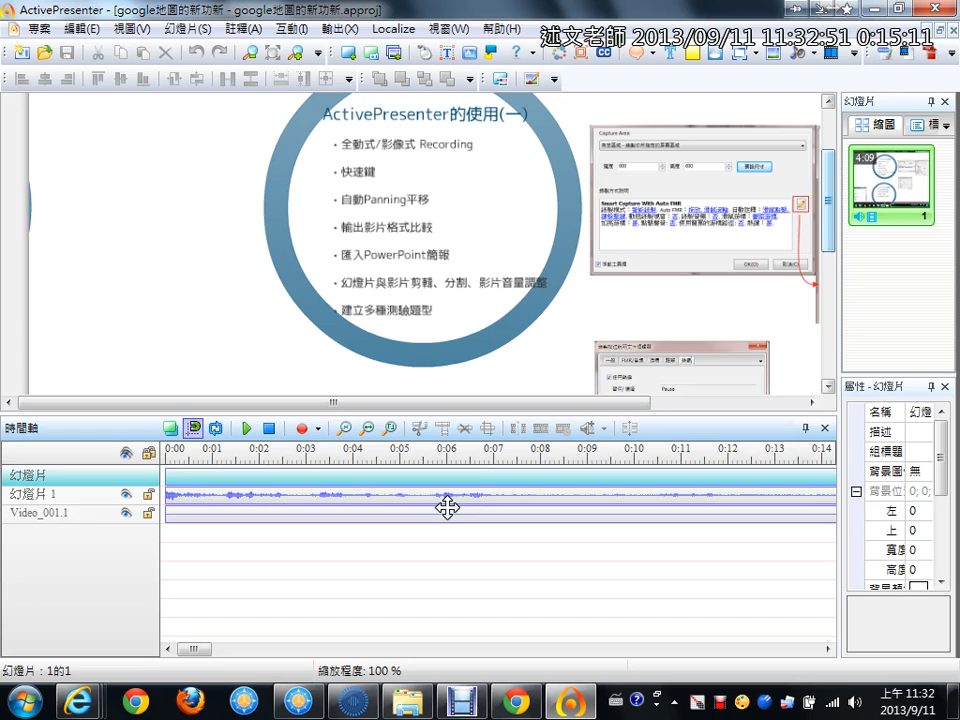 ActivePresenter - [google地圖的新功新 - google地圖的新功新.approj]
專案 編輯(E) 視圖(V) 幻燈片(S) 註釋(A) 互動(I) 輸出(X) Localize 視窗(W) 幫助(H)
述文老師 2013/09/11 11:32:51 0:15:11
ActivePresenter的使用(一)
・全動式/影像式 Recording
・快速鍵
・自動Panning平移
・輸出影片格式比較
・匯入PowerPoint簡報
・幻燈片與影片剪輯、分割、影片音量調整
・建立多種測驗題型
Capture Area
Smart Capture With Auto FMR
Pause
幻燈片
縮圖 標
4:09
1
時間軸
0:00 0:01 0:02 0:03 0:04 0:05 0:06 0:07 0:08 0:09 0:10 0:11 0:12 0:13 0:14
幻燈片
幻燈片 1
Video_001.1
屬性 - 幻燈片
名稱 幻燈
描述
組標題
背景圖 無
背景位 0; 0;
左 0
上 0
寬度 0
高度 0
幻燈片：1的1
縮放程度: 100 %
上午 11:32
2013/9/11